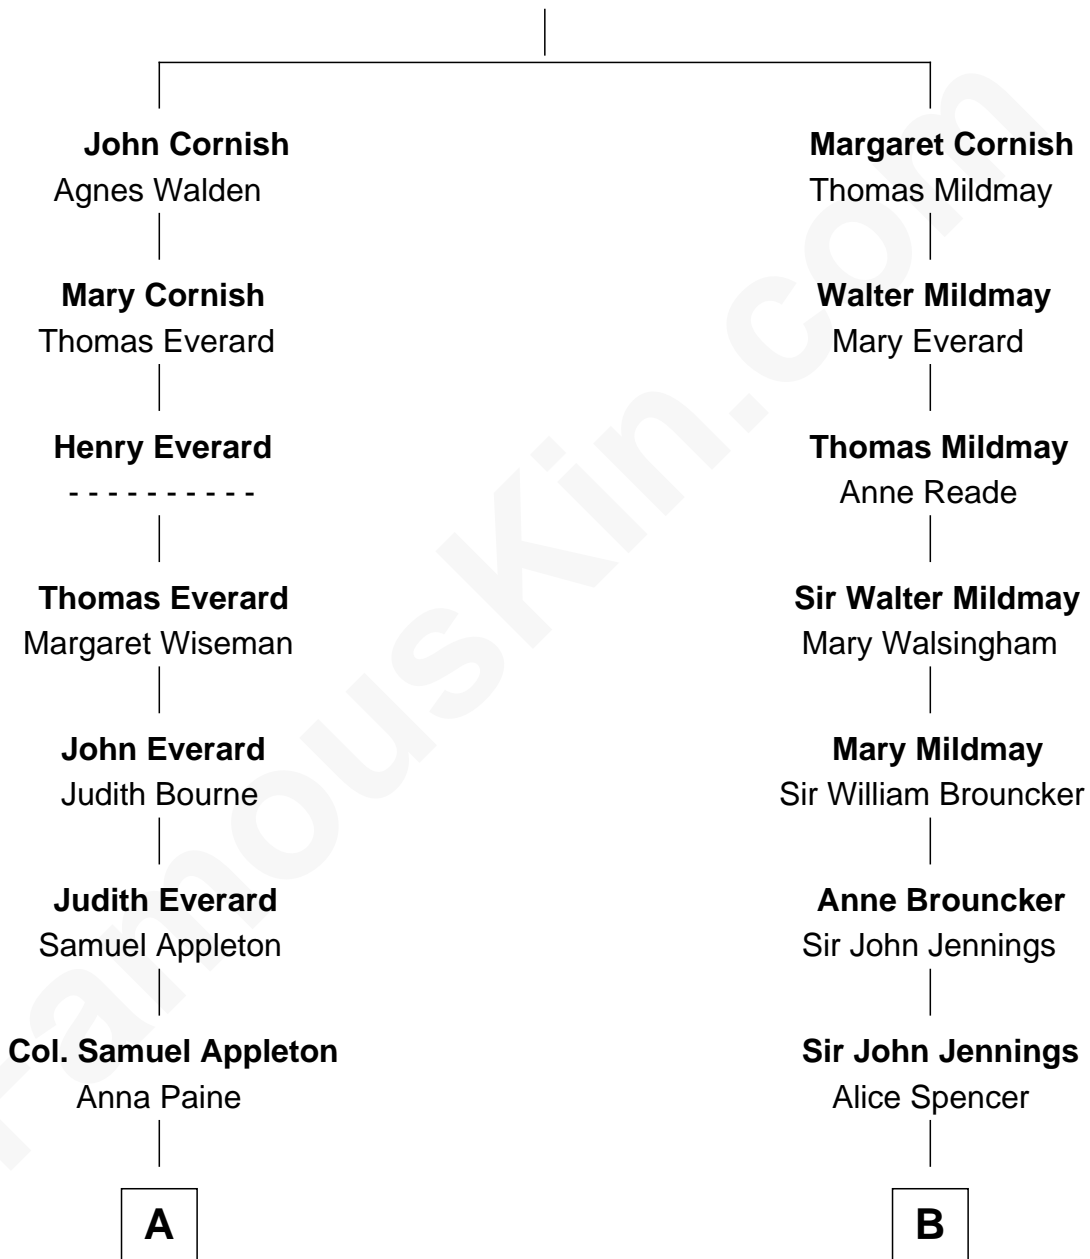 John Cornish
Agnes Walden
Mary Cornish
Thomas Everard
Henry Everard
- - - - - - - - - -
Thomas Everard
Margaret Wiseman
John Everard
Judith Bourne
Judith Everard
Samuel Appleton
Col. Samuel Appleton
Anna Paine
A
Margaret Cornish
Thomas Mildmay
Walter Mildmay
Mary Everard
Thomas Mildmay
Anne Reade
Sir Walter Mildmay
Mary Walsingham
Mary Mildmay
Sir William Brouncker
Anne Brouncker
Sir John Jennings
Sir John Jennings
Alice Spencer
B
FamousKin.com